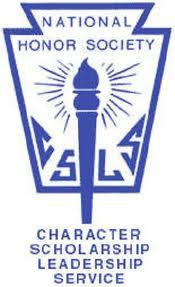 NATIONAL
HONOR SOCIETY
C S L S
CHARACTER
SCHOLARSHIP
LEADERSHIP
SERVICE